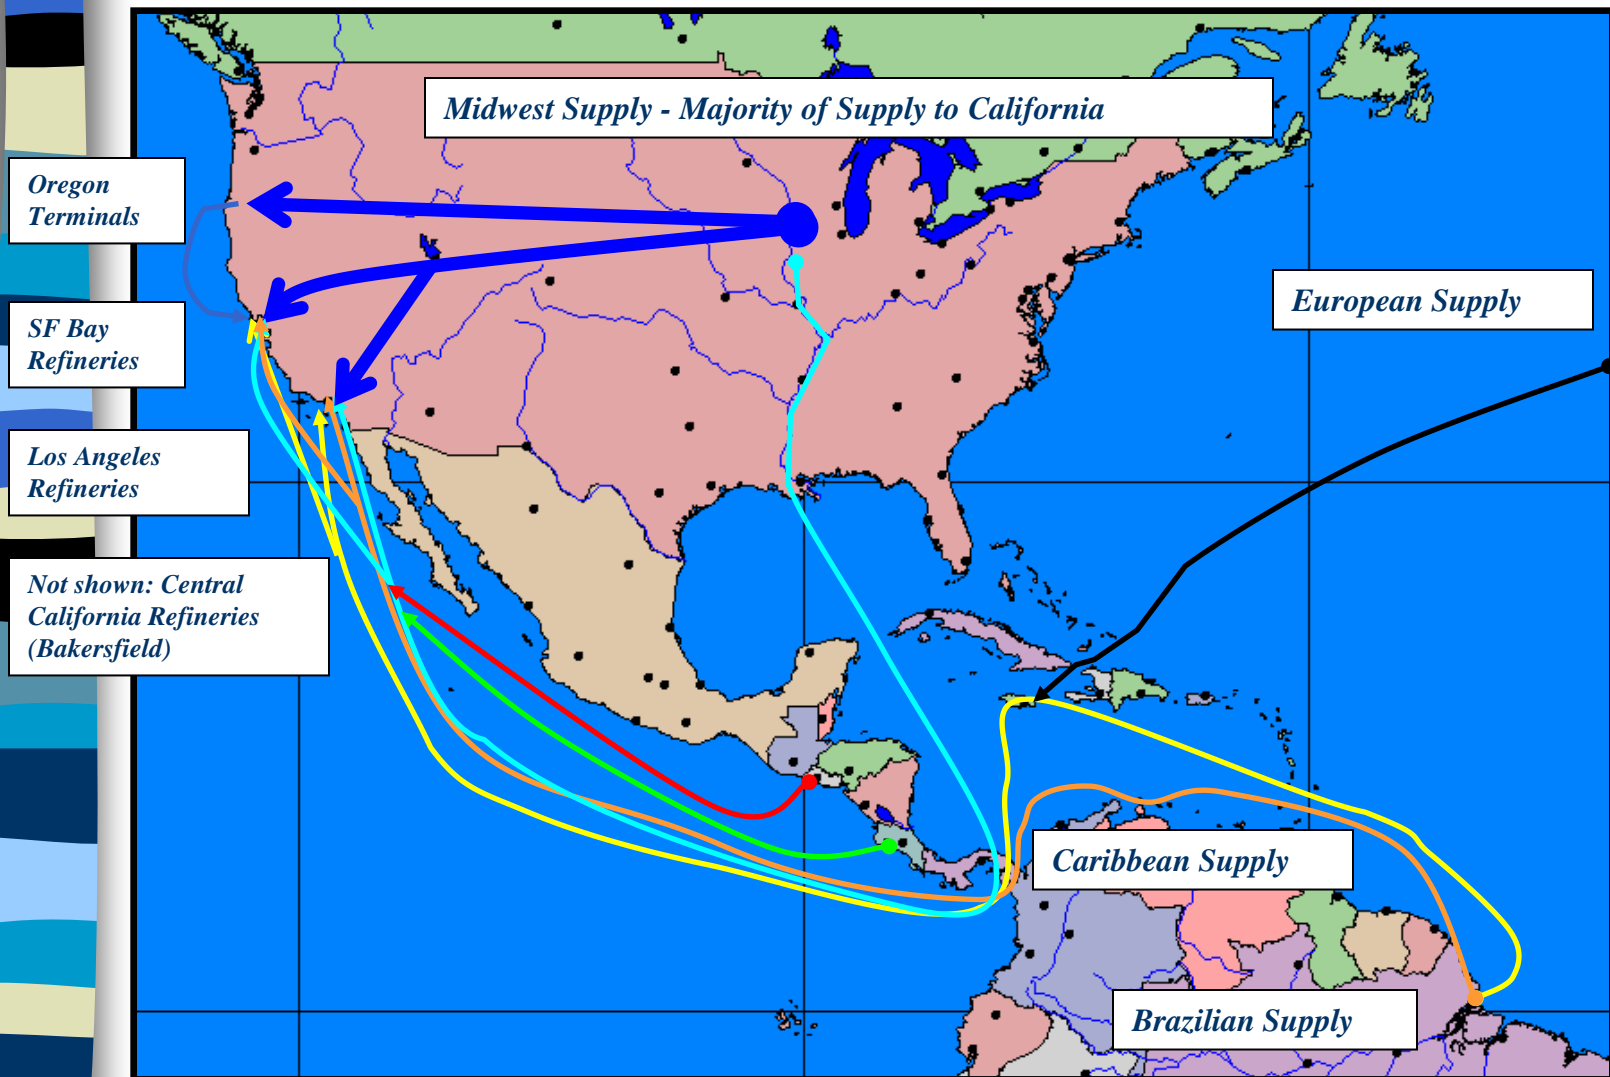 Midwest Supply - Majority of Supply to California
Oregon
Terminals
European Supply
SF Bay
Refineries
Los Angeles
Refineries
Not shown: Central
California Refineries
(Bakersfield)
Caribbean Supply
Brazilian Supply